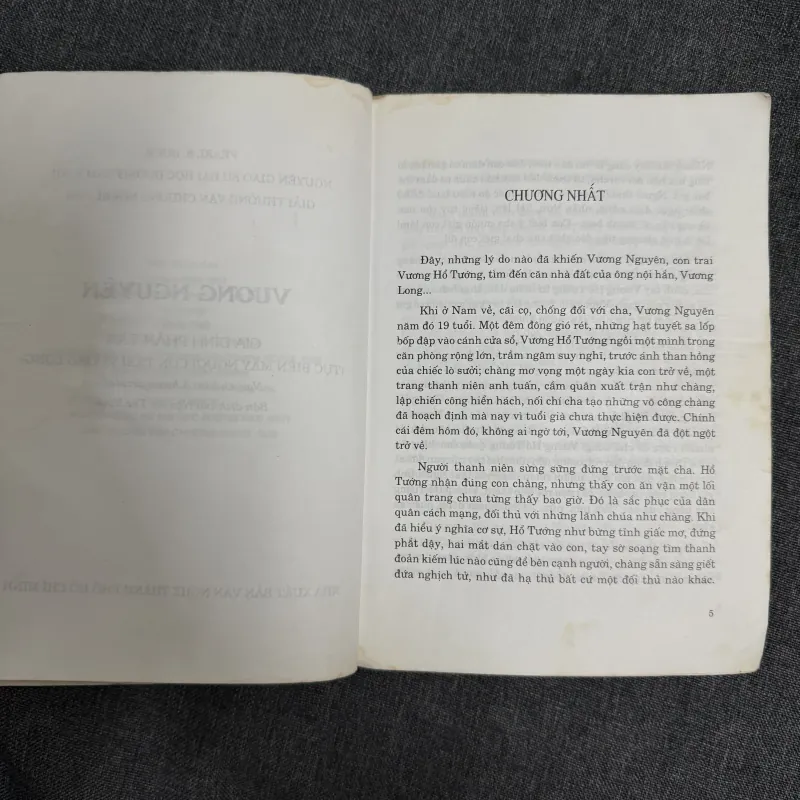 CHƯƠNG NHẤT
Đây, những lý do nào đã khiến Vương Nguyên, con trai
Vương Hổ Tướng, tìm đến căn nhà đất của ông nội hắn, Vương
Long...
Khi ở Nam về, cãi cọ, chống đối với cha, Vương Nguyên
năm đó 19 tuổi. Một đêm đông gió rét, những hạt tuyết sa lốp
bốp đập vào cánh cửa sổ, Vương Hổ Tướng ngồi một mình trong
căn phòng rộng lớn, trầm ngâm suy nghĩ, trước ánh than hồng
của chiếc lò sưởi; chàng mơ vọng một ngày kia con trở về, một
trang thanh niên anh tuấn, cầm quân xuất trận như chàng,
lập chiến công hiển hách, nối chí cha tạo những võ công chàng
đã hoạch định mà nay vì tuổi già chưa thực hiện được. Chính
cái đêm hôm đó, không ai ngờ tới, Vương Nguyên đã đột ngột
trở về.
Người thanh niên sừng sững đứng trước mặt cha. Hổ
Tướng nhận đúng con chàng, nhưng thấy con ăn vận một lối
quân trang chưa từng thấy bao giờ. Đó là sắc phục của dân
quân cách mạng, đối thủ với những lãnh chúa như chàng. Khi
đã hiểu ý nghĩa cơ sự, Hổ Tướng như bừng tỉnh giấc mơ, đứng
phắt dậy, hai mắt dán chặt vào con, tay sờ soạng tìm thanh
đoản kiếm lúc nào cũng để bên cạnh người, chàng sẵn sàng giết
đứa nghịch tử, như đã hạ thủ bất cứ một đối thủ nào khác.
5